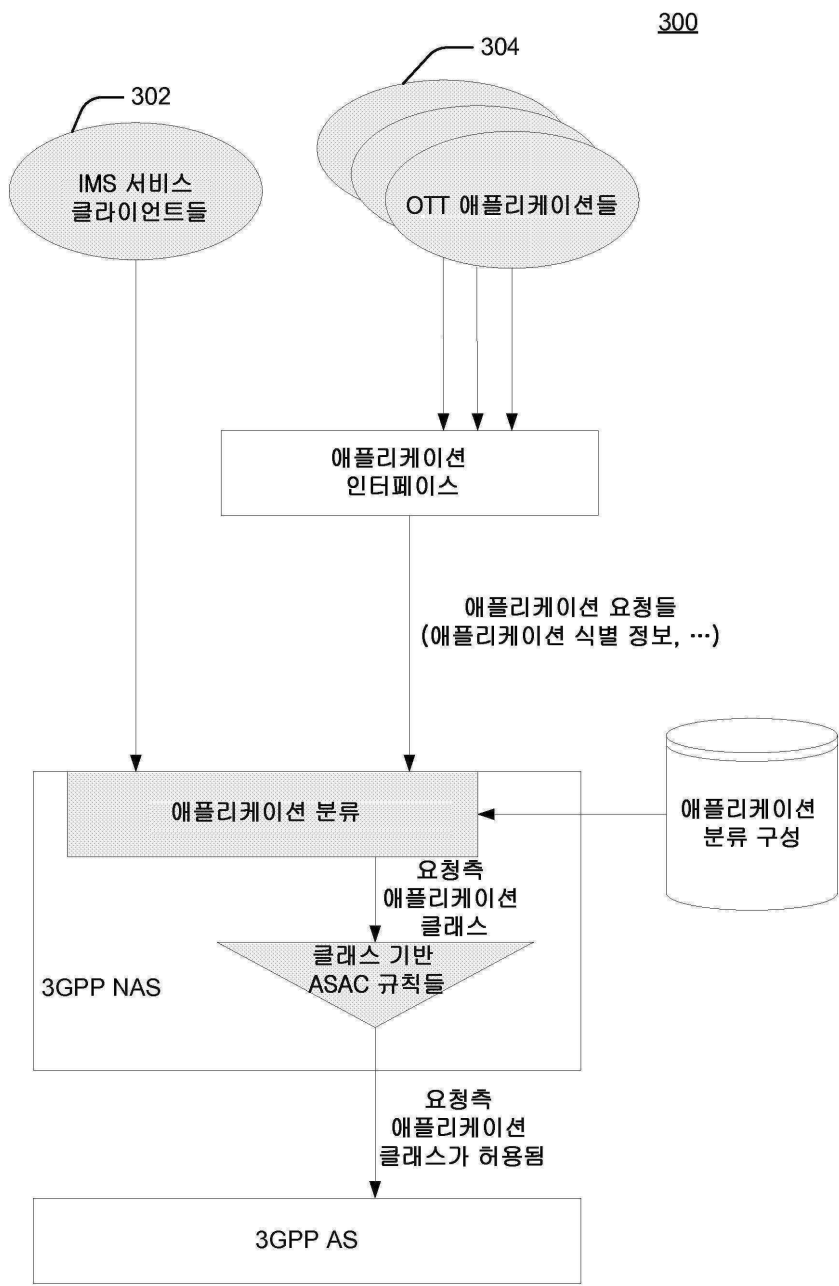 300
304
302
IMS 서비스
클라이언트들
OTT 애플리케이션들
애플리케이션
인터페이스
애플리케이션 요청들
(애플리케이션 식별 정보, …)
애플리케이션 분류
애플리케이션
분류 구성
요청측
애플리케이션
클래스
클래스 기반
ASAC 규칙들
3GPP NAS
요청측
애플리케이션
클래스가 허용됨
3GPP AS